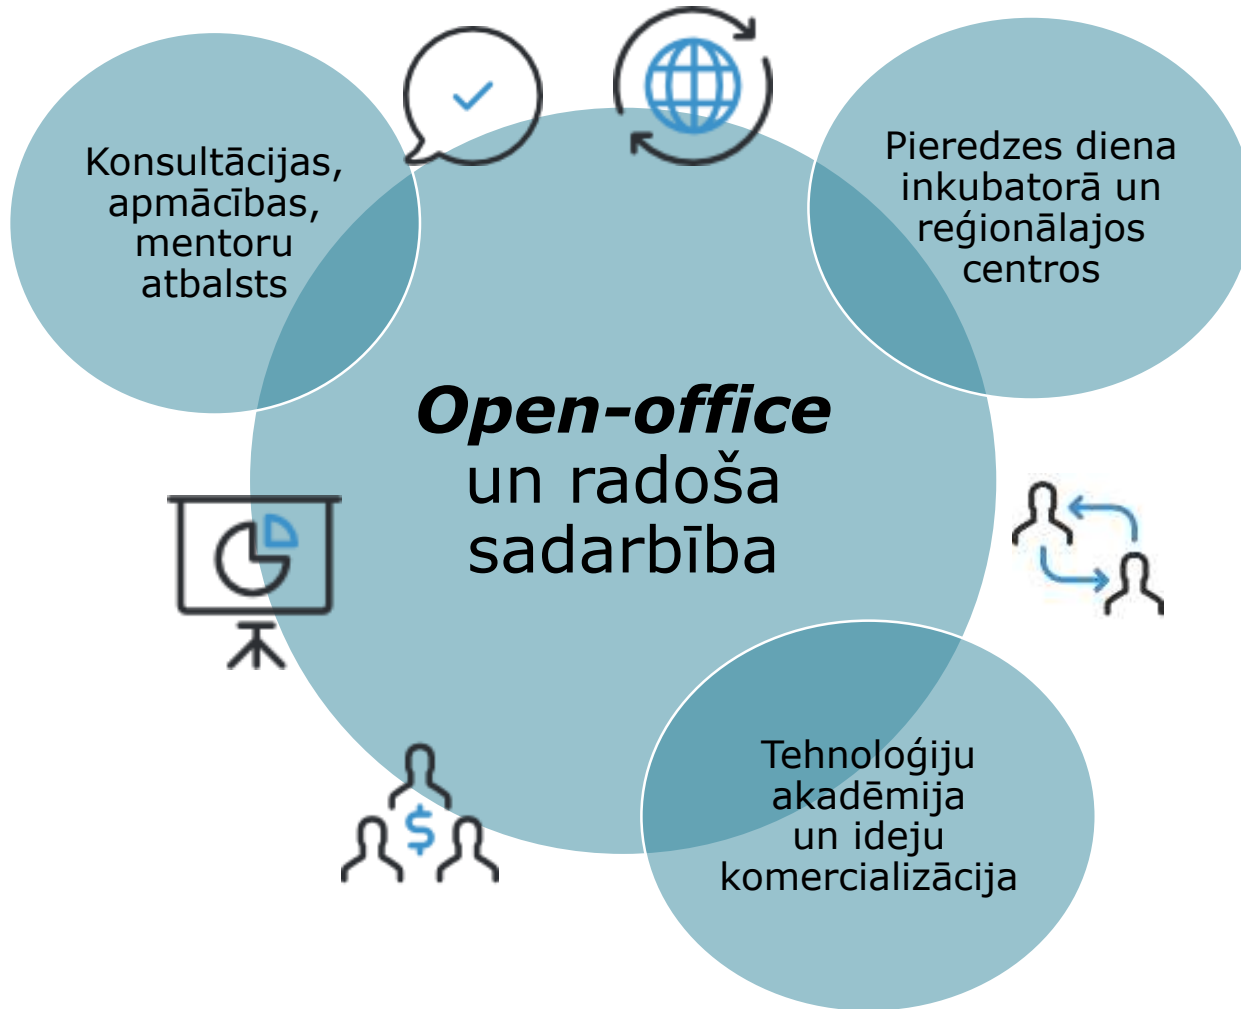 Konsultācijas,
apmācības,
mentoru
atbalsts
Pieredzes diena
inkubatorā un
reģionālajos
centros
Open-office
un radoša
sadarbība
Tehnoloģiju
akadēmija
un ideju
komercializācija
$